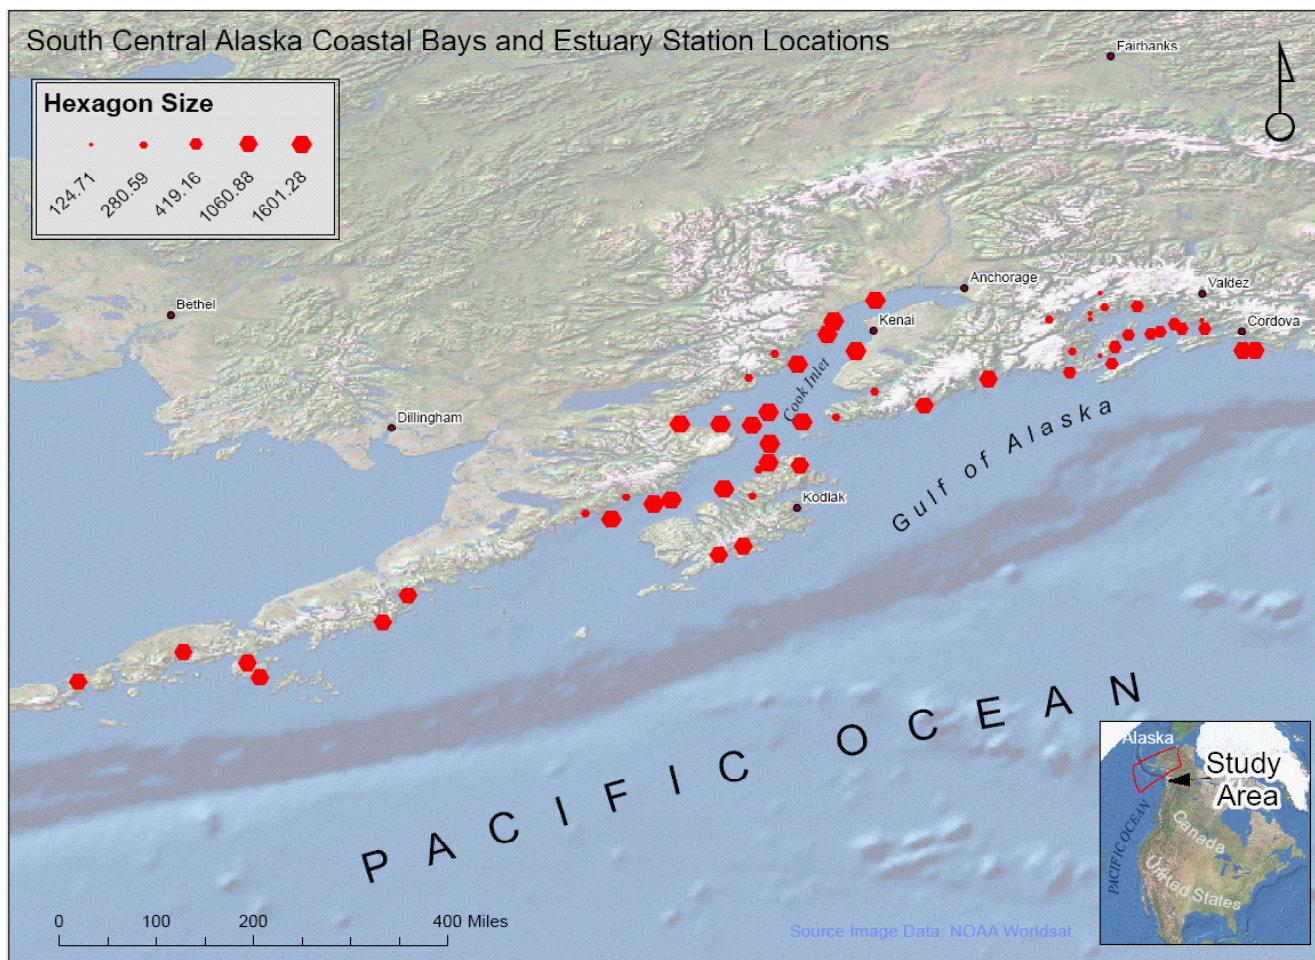 South Central Alaska Coastal Bays and Estuary Station Locations
Fairbanks
Hexagon Size
124.71
280.59
419.16
1060.88
1601.28
Anchorage
Valdez
Bethel
Kenai
Cordova
Cook Inlet
Dillingham
Gulf of Alaska
Kodiak
PACIFIC OCEAN
Alaska
Study
Area
PACIFIC OCEAN
Canada
United States
0 100 200 400 Miles
Source Image Data: NOAA Worldsat